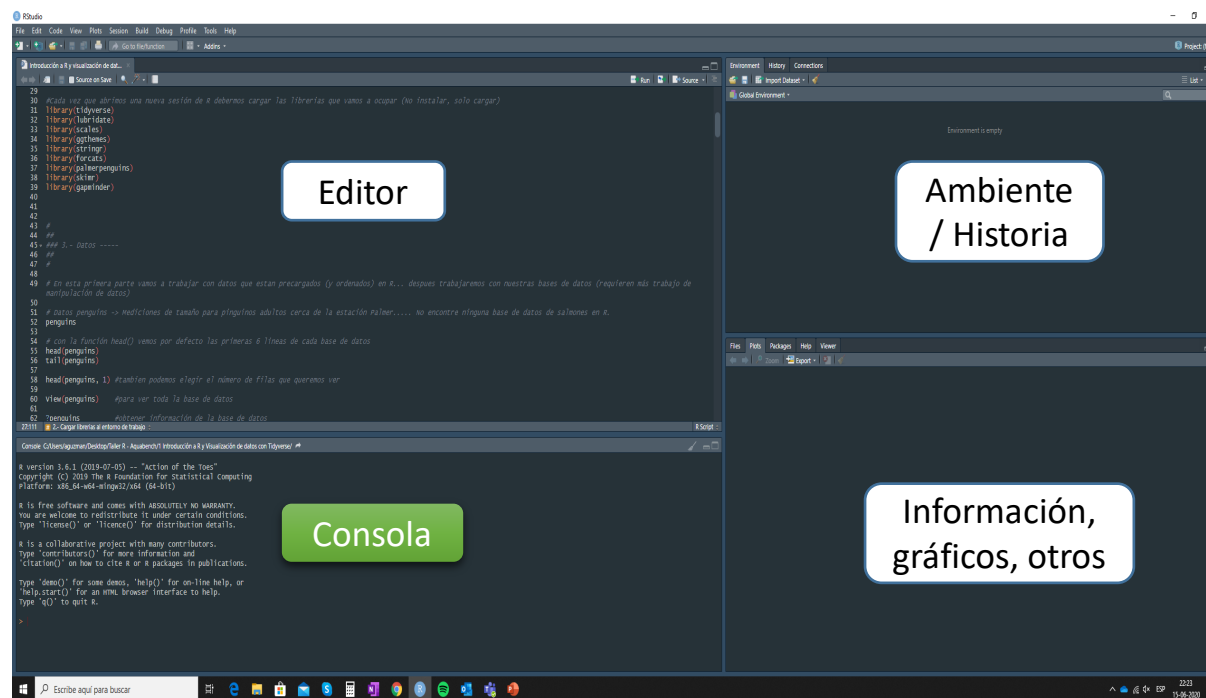 RStudio
File Edit Code View Plots Session Build Debug Profile Tools Help
Go to file/function Addins
Project: (
Introducción a R y visualización de dat...
Source on Save Run Source
29
30 #Cada vez que abrimos una nueva sesión de R debermos cargar las librerias que vamos a ocupar (No instalar, solo cargar)
31 library(tidyverse)
32 library(lubridate)
33 library(scales)
34 library(ggthemes)
35 library(stringr)
36 library(forcats)
37 library(palmerpenguins)
38 library(skimr)
39 library(gapminder)
40
41
42
43 #
44 ##
45 ### 3.- Datos -----
46 ##
47 #
48
49 # En esta primera parte vamos a trabajar con datos que estan precargados (y ordenados) en R... despues trabajaremos con nuestras bases de datos (requieren más trabajo de
manipulación de datos)
50
51 # Datos penguins -> Mediciones de tamaño para pinguinos adultos cerca de la estación Palmer..... no encontre ninguna base de datos de salmones en R.
52 penguins
53
54 # con la función head() vemos por defecto las primeras 6 lineas de cada base de datos
55 head(penguins)
56 tail(penguins)
57
58 head(penguins, 1) #tambien podemos elegir el número de filas que queremos ver
59
60 View(penguins) #para ver toda la base de datos
61
62 ?penguins #obtener información de la base de datos
27:111 2.- Cargar librerias al entorno de trabajo R Script
Editor
Console C:/Users/aguzman/Desktop/Taller R - Aquabench/1 Introducción a R y Visualización de datos con Tidyverse/
R version 3.6.1 (2019-07-05) -- "Action of the Toes"
Copyright (C) 2019 The R Foundation for Statistical Computing
Platform: x86_64-w64-mingw32/x64 (64-bit)
R is free software and comes with ABSOLUTELY NO WARRANTY.
You are welcome to redistribute it under certain conditions.
Type 'license()' or 'licence()' for distribution details.
R is a collaborative project with many contributors.
Type 'contributors()' for more information and
'citation()' on how to cite R or R packages in publications.
Type 'demo()' for some demos, 'help()' for on-line help, or
'help.start()' for an HTML browser interface to help.
Type 'q()' to quit R.
>
Consola
Environment History Connections
Import Dataset List
Global Environment
Environment is empty
Ambiente
/ Historia
Files Plots Packages Help Viewer
Zoom Export
Información,
gráficos, otros
Escribe aquí para buscar
ESP
22:23
15-06-2020